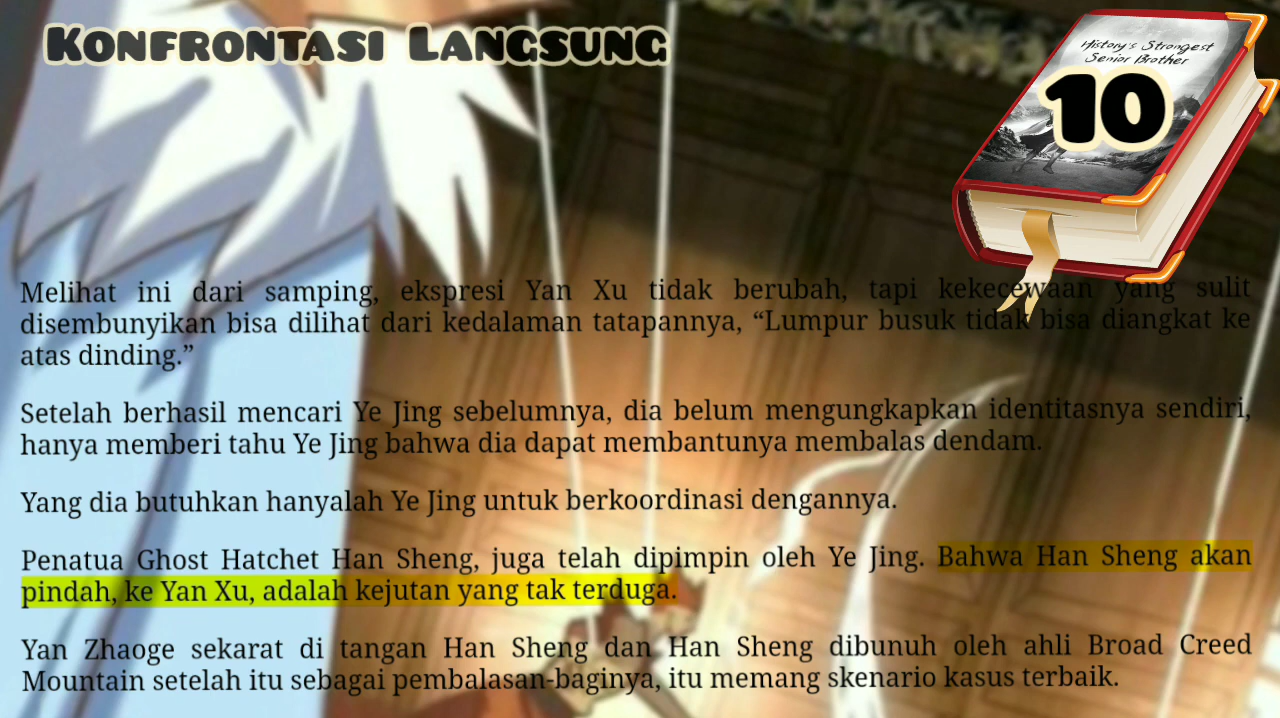 Konfrontasi Langsung
History's Strongest
Senior Brother
10
Melihat ini dari samping, ekspresi Yan Xu tidak berubah, tapi kekecewaan yang sulit
disembunyikan bisa dilihat dari kedalaman tatapannya, “Lumpur busuk tidak bisa diangkat ke
atas dinding.”
Setelah berhasil mencari Ye Jing sebelumnya, dia belum mengungkapkan identitasnya sendiri,
hanya memberi tahu Ye Jing bahwa dia dapat membantunya membalas dendam.
Yang dia butuhkan hanyalah Ye Jing untuk berkoordinasi dengannya.
Penatua Ghost Hatchet Han Sheng, juga telah dipimpin oleh Ye Jing. Bahwa Han Sheng akan
pindah, ke Yan Xu, adalah kejutan yang tak terduga.
Yan Zhaoge sekarat di tangan Han Sheng dan Han Sheng dibunuh oleh ahli Broad Creed
Mountain setelah itu sebagai pembalasan-baginya, itu memang skenario kasus terbaik.